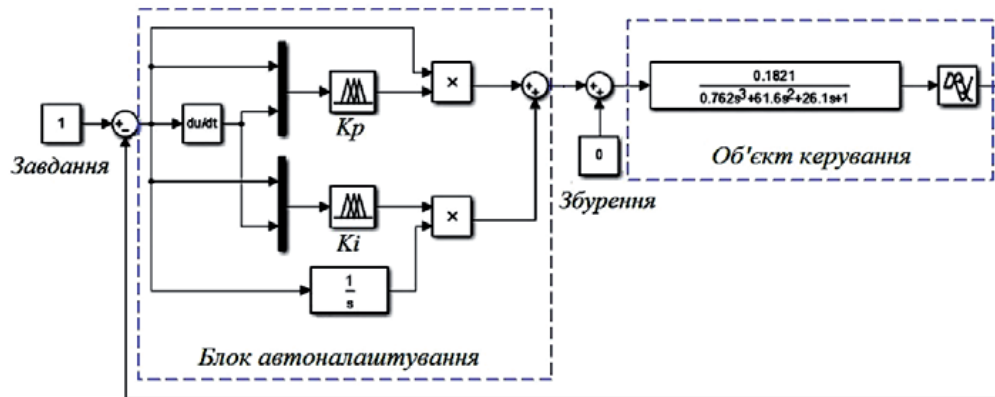 0.1821
0.762s³+61.6s²+26.1s+1
×
Kp
1
du/dt
Завдання
0
Об'єкт керування
Збурення
×
Ki
1
s
Блок автоналаштування